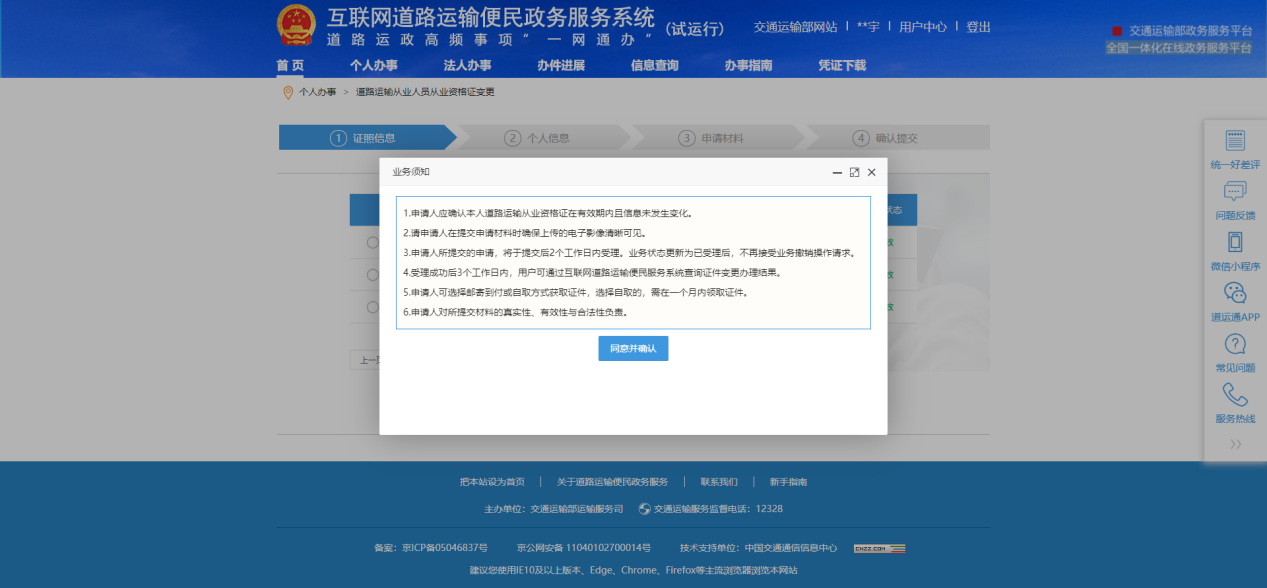 互联网道路运输便民政务服务系统（试运行）
道路运政高频事项“一网通办“
交通运输部网站 | **宇 | 用户中心 | 登出
交通运输部政务服务平台
全国一体化在线政务服务平台
首页 个人办事 法人办事 办件进展 信息查询 办事指南 凭证下载
个人办事 > 道路运输从业人员从业资格证变更
1 证照信息 2 个人信息 3 申请材料 4 确认提交
业务须知
1.申请人应确认本人道路运输从业资格证在有效期内且信息未发生变化。
2.请申请人在提交申请材料时确保上传的电子影像清晰可见。
3.申请人所提交的申请，将于提交后2个工作日内受理。业务状态更新为已受理后，不再接受业务撤销操作请求。
4.受理成功后3个工作日内，用户可通过互联网道路运输便民服务系统查询证件变更办理结果。
5.申请人可选择邮寄到付或自取方式获取证件，选择自取的，需在一个月内领取证件。
6.申请人对所提交材料的真实性、有效性与合法性负责。
同意并确认
状态
上一
统一好差评
问题反馈
微信小程序
道运通APP
常见问题
服务热线
把本站设为首页 | 关于道路运输便民政务服务 | 联系我们 | 新手指南
主办单位：交通运输部运输服务司 交通运输服务监督电话：12328
备案：京ICP备05046837号 京公网安备 11040102700014号 技术支持单位：中国交通通信信息中心 CNZZ.COM
建议您使用IE10及以上版本、Edge、Chrome、Firefox等主流浏览器浏览本网站